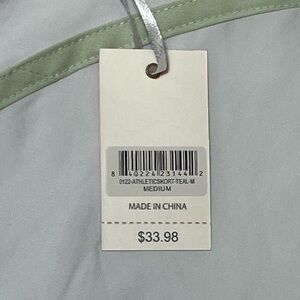 8 40224 23144 2
0122-ATHLETICSKORT-TEAL-M
MEDIUM
MADE IN CHINA
$33.98